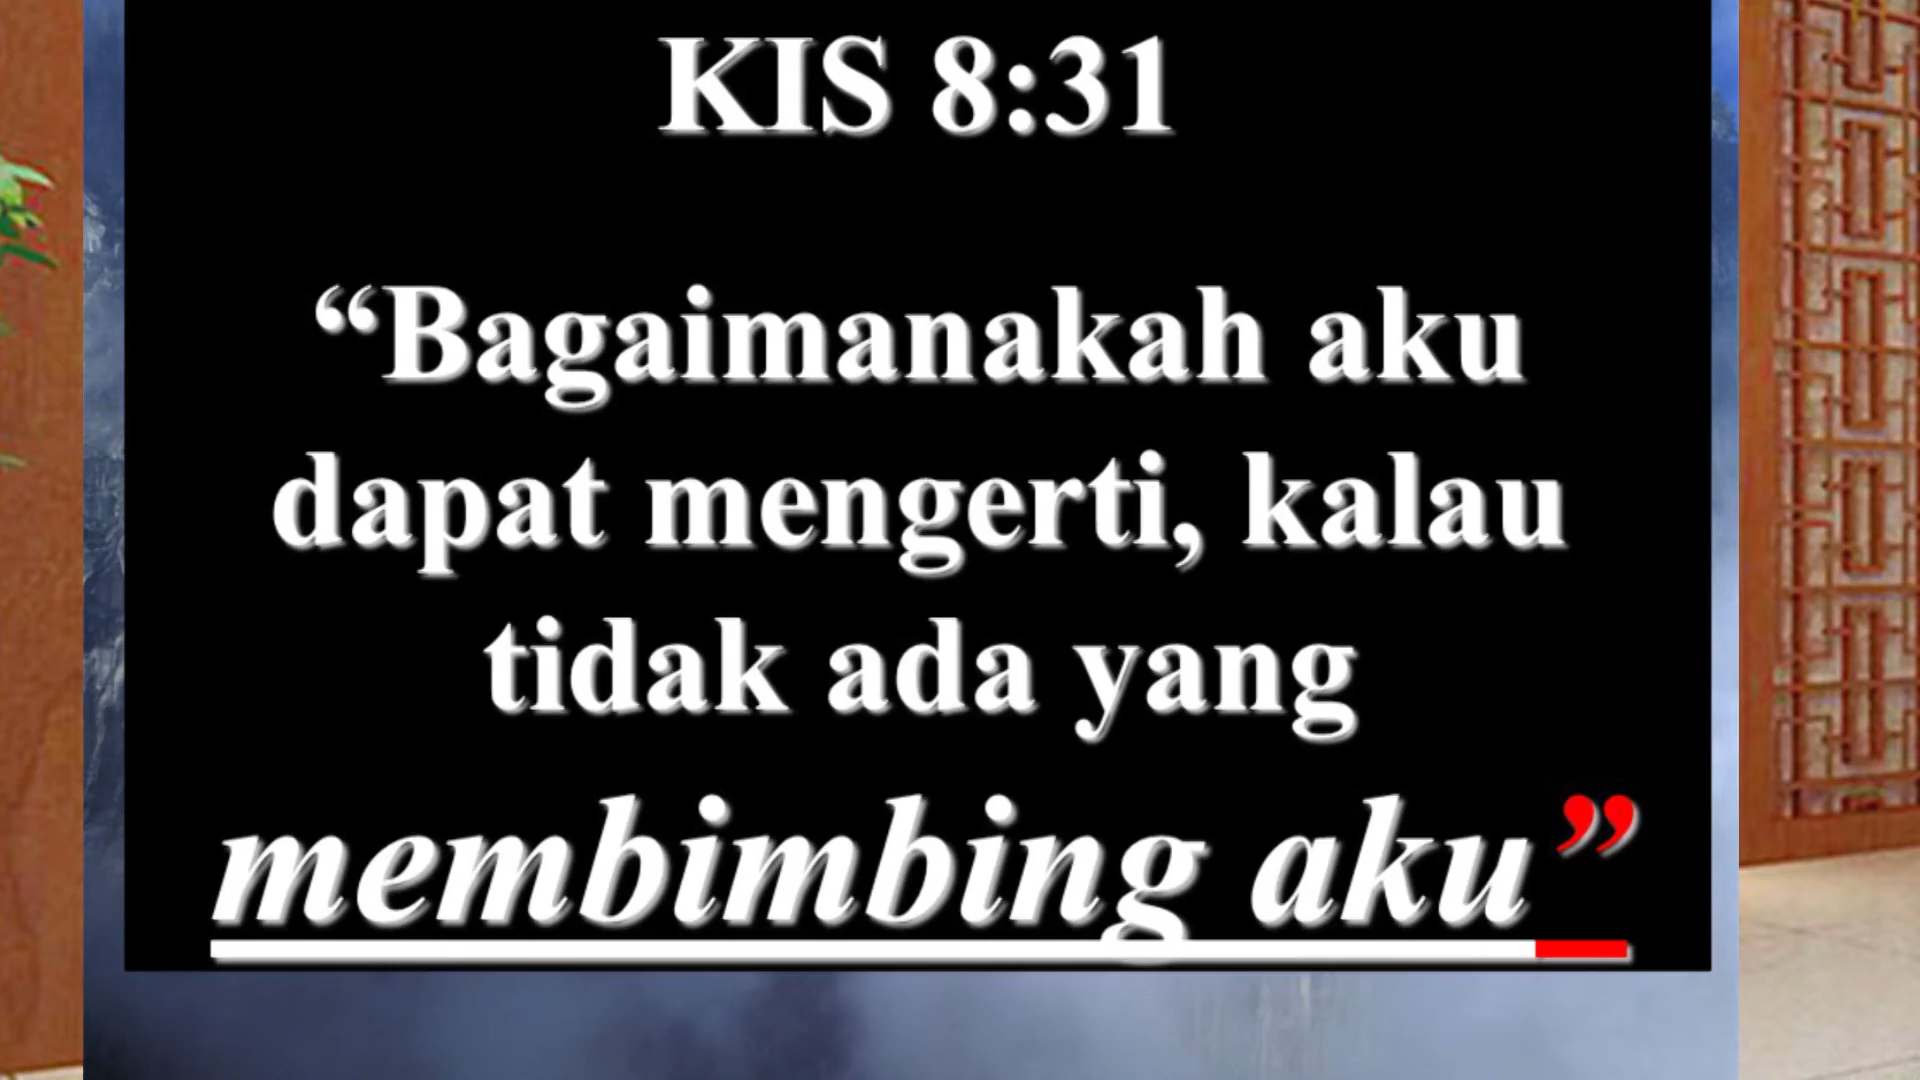 KIS 8:31
“Bagaimanakah aku
dapat mengerti, kalau
tidak ada yang
membimbing aku”